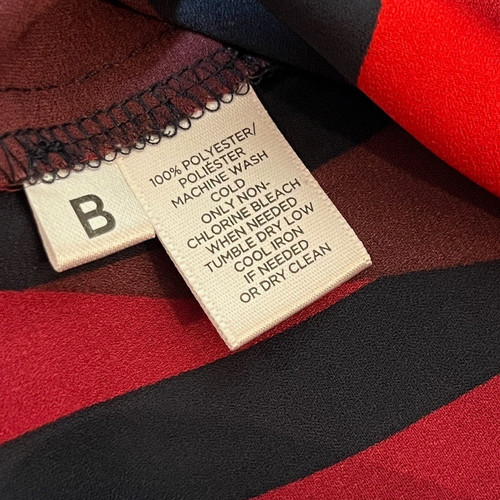 B
100% POLYESTER/
POLIÉSTER
MACHINE WASH
COLD
ONLY NON-
CHLORINE BLEACH
WHEN NEEDED
TUMBLE DRY LOW
COOL IRON
IF NEEDED
OR DRY CLEAN